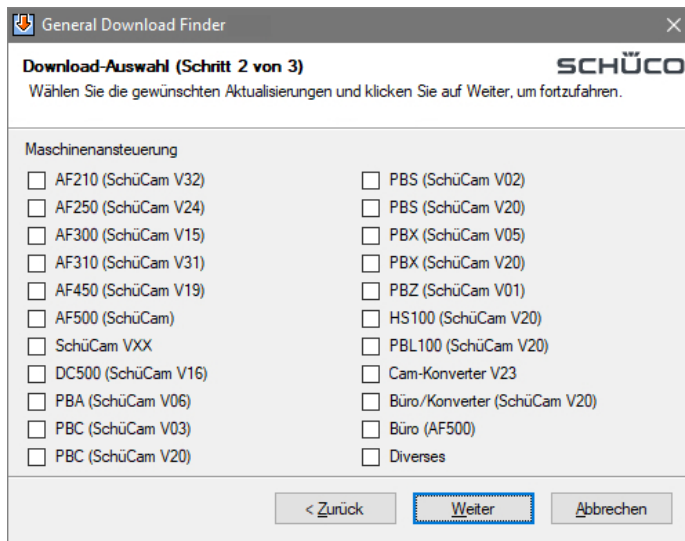 General Download Finder
Download-Auswahl (Schritt 2 von 3)
SCHÜCO
Wählen Sie die gewünschten Aktualisierungen und klicken Sie auf Weiter, um fortzufahren.
Maschinenansteuerung
AF210 (SchüCam V32)
AF250 (SchüCam V24)
AF300 (SchüCam V15)
AF310 (SchüCam V31)
AF450 (SchüCam V19)
AF500 (SchüCam)
SchüCam VXX
DC500 (SchüCam V16)
PBA (SchüCam V06)
PBC (SchüCam V03)
PBC (SchüCam V20)
PBS (SchüCam V02)
PBS (SchüCam V20)
PBX (SchüCam V05)
PBX (SchüCam V20)
PBZ (SchüCam V01)
HS100 (SchüCam V20)
PBL100 (SchüCam V20)
Cam-Konverter V23
Büro/Konverter (SchüCam V20)
Büro (AF500)
Diverses
< Zurück
Weiter
Abbrechen